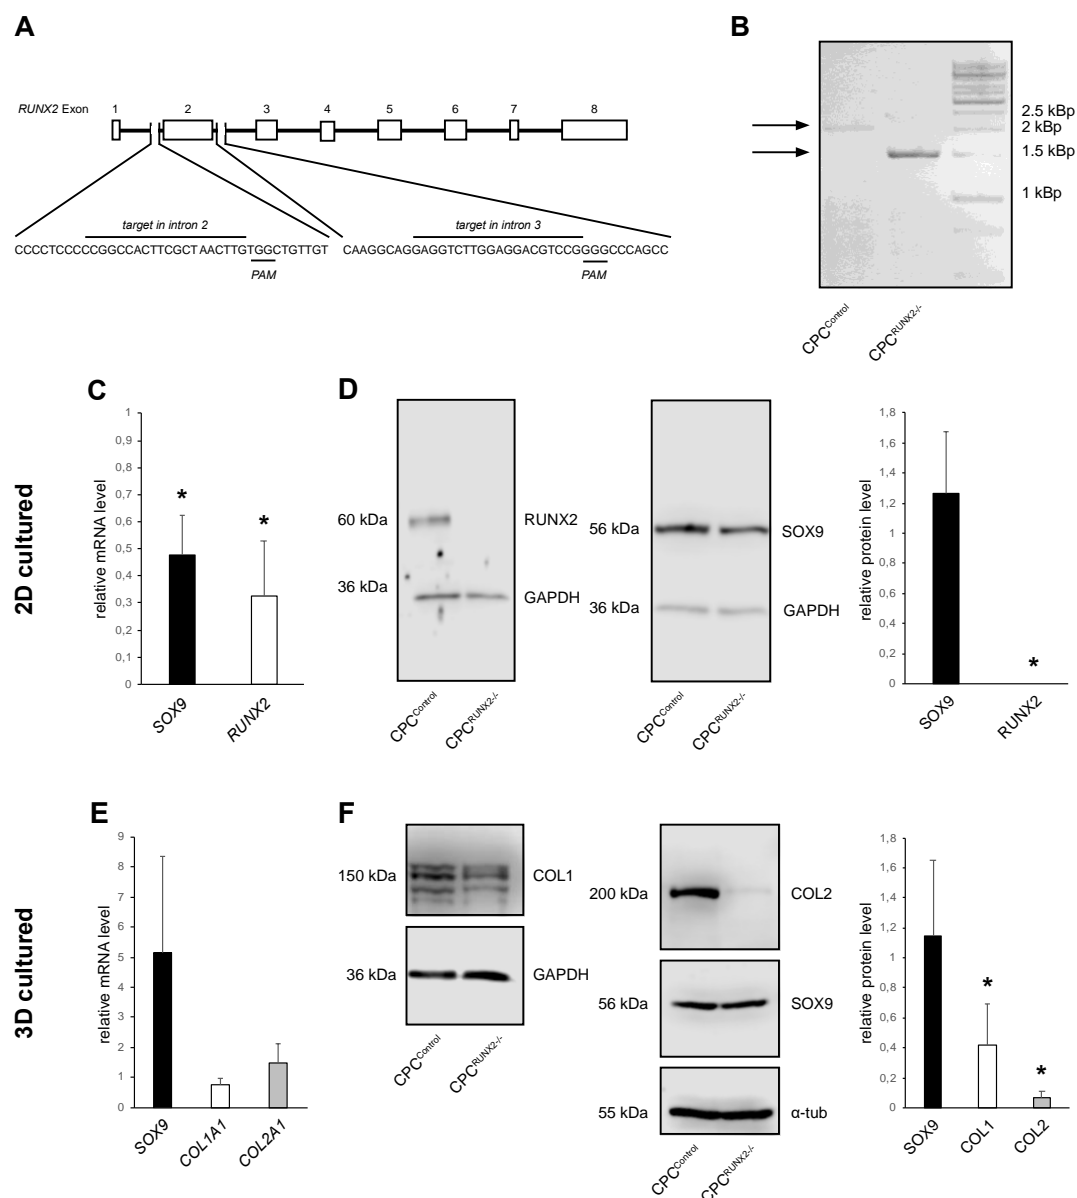 A
RUNX2 Exon 1 2 3 4 5 6 7 8
target in intron 2
target in intron 3
CCCCTCCCCCCGGCCACTTCGCTAACTTGTGGCTGTTGT
CAAGGCAGGAGGTCTTGGAGGACGTCCGGGGCCCAGCC
PAM
PAM
B
2.5 kBp
2 kBp
1.5 kBp
1 kBp
CPCControl
CPCRUNX2-/-
2D cultured
C
relative mRNA level
1
0,9
0,8
0,7
0,6
0,5
0,4
0,3
0,2
0,1
0
*
*
SOX9
RUNX2
D
60 kDa
RUNX2
36 kDa
GAPDH
CPCControl
CPCRUNX2-/-
56 kDa
SOX9
36 kDa
GAPDH
CPCControl
CPCRUNX2-/-
relative protein level
1,8
1,6
1,4
1,2
1
0,8
0,6
0,4
0,2
0
*
SOX9
RUNX2
3D cultured
E
relative mRNA level
9
8
7
6
5
4
3
2
1
0
SOX9
COL1A1
COL2A1
F
150 kDa
COL1
36 kDa
GAPDH
CPCControl
CPCRUNX2-/-
200 kDa
COL2
56 kDa
SOX9
55 kDa
α-tub
CPCControl
CPCRUNX2-/-
relative protein level
1,8
1,6
1,4
1,2
1
0,8
0,6
0,4
0,2
0
*
*
SOX9
COL1
COL2